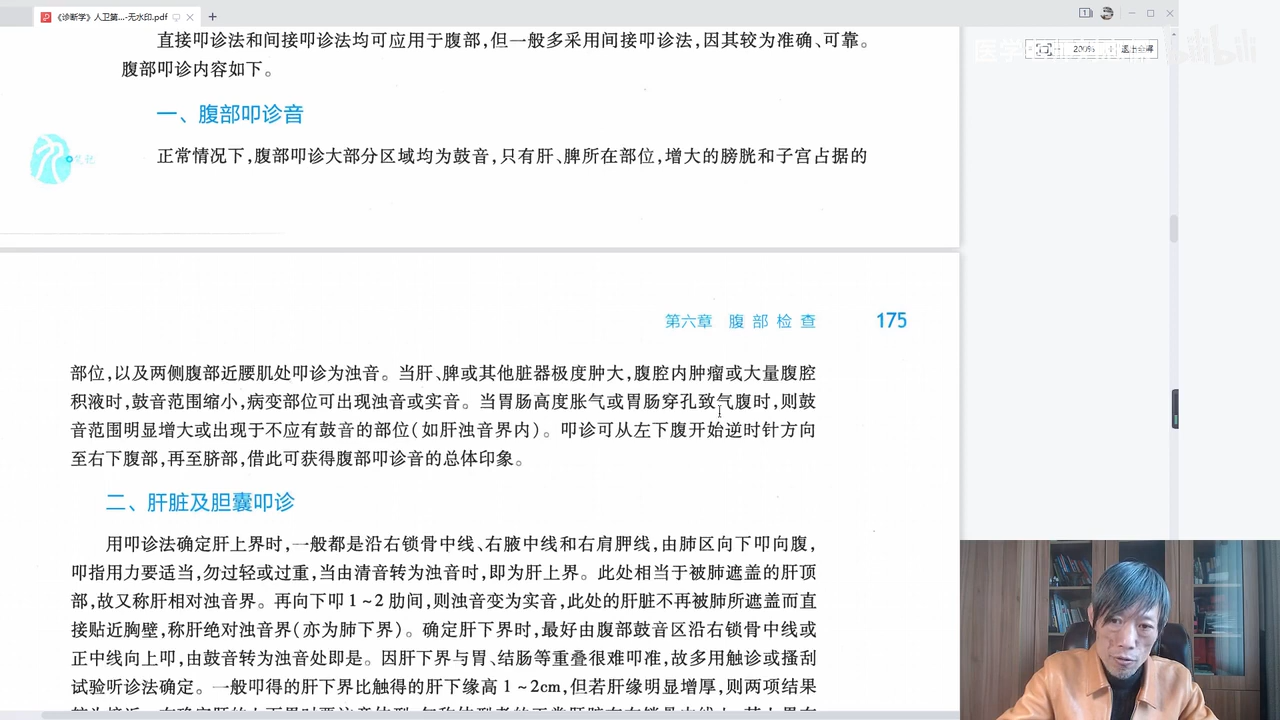 《诊断学》人卫第...-无水印.pdf
直接叩诊法和间接叩诊法均可应用于腹部,但一般多采用间接叩诊法,因其较为准确、可靠。
腹部叩诊内容如下。
200%
bilibili
一、腹部叩诊音
正常情况下,腹部叩诊大部分区域均为鼓音,只有肝、脾所在部位,增大的膀胱和子宫占据的
第六章 腹部检查 175
部位,以及两侧腹部近腰肌处叩诊为浊音。当肝、脾或其他脏器极度肿大,腹腔内肿瘤或大量腹腔
积液时,鼓音范围缩小,病变部位可出现浊音或实音。当胃肠高度胀气或胃肠穿孔致气腹时,则鼓
音范围明显增大或出现于不应有鼓音的部位(如肝浊音界内)。叩诊可从左下腹开始逆时针方向
至右下腹部,再至脐部,借此可获得腹部叩诊音的总体印象。
二、肝脏及胆囊叩诊
用叩诊法确定肝上界时,一般都是沿右锁骨中线、右腋中线和右肩胛线,由肺区向下叩向腹,
叩指用力要适当,勿过轻或过重,当由清音转为浊音时,即为肝上界。此处相当于被肺遮盖的肝顶
部,故又称肝相对浊音界。再向下叩1~2肋间,则浊音变为实音,此处的肝脏不再被肺所遮盖而直
接贴近胸壁,称肝绝对浊音界(亦为肺下界)。确定肝下界时,最好由腹部鼓音区沿右锁骨中线或
正中线向上叩,由鼓音转为浊音处即是。因肝下界与胃、结肠等重叠很难叩准,故多用触诊或搔刮
试验听诊法确定。一般叩得的肝下界比触得的肝下缘高1~2cm,但若肝缘明显增厚,则两项结果